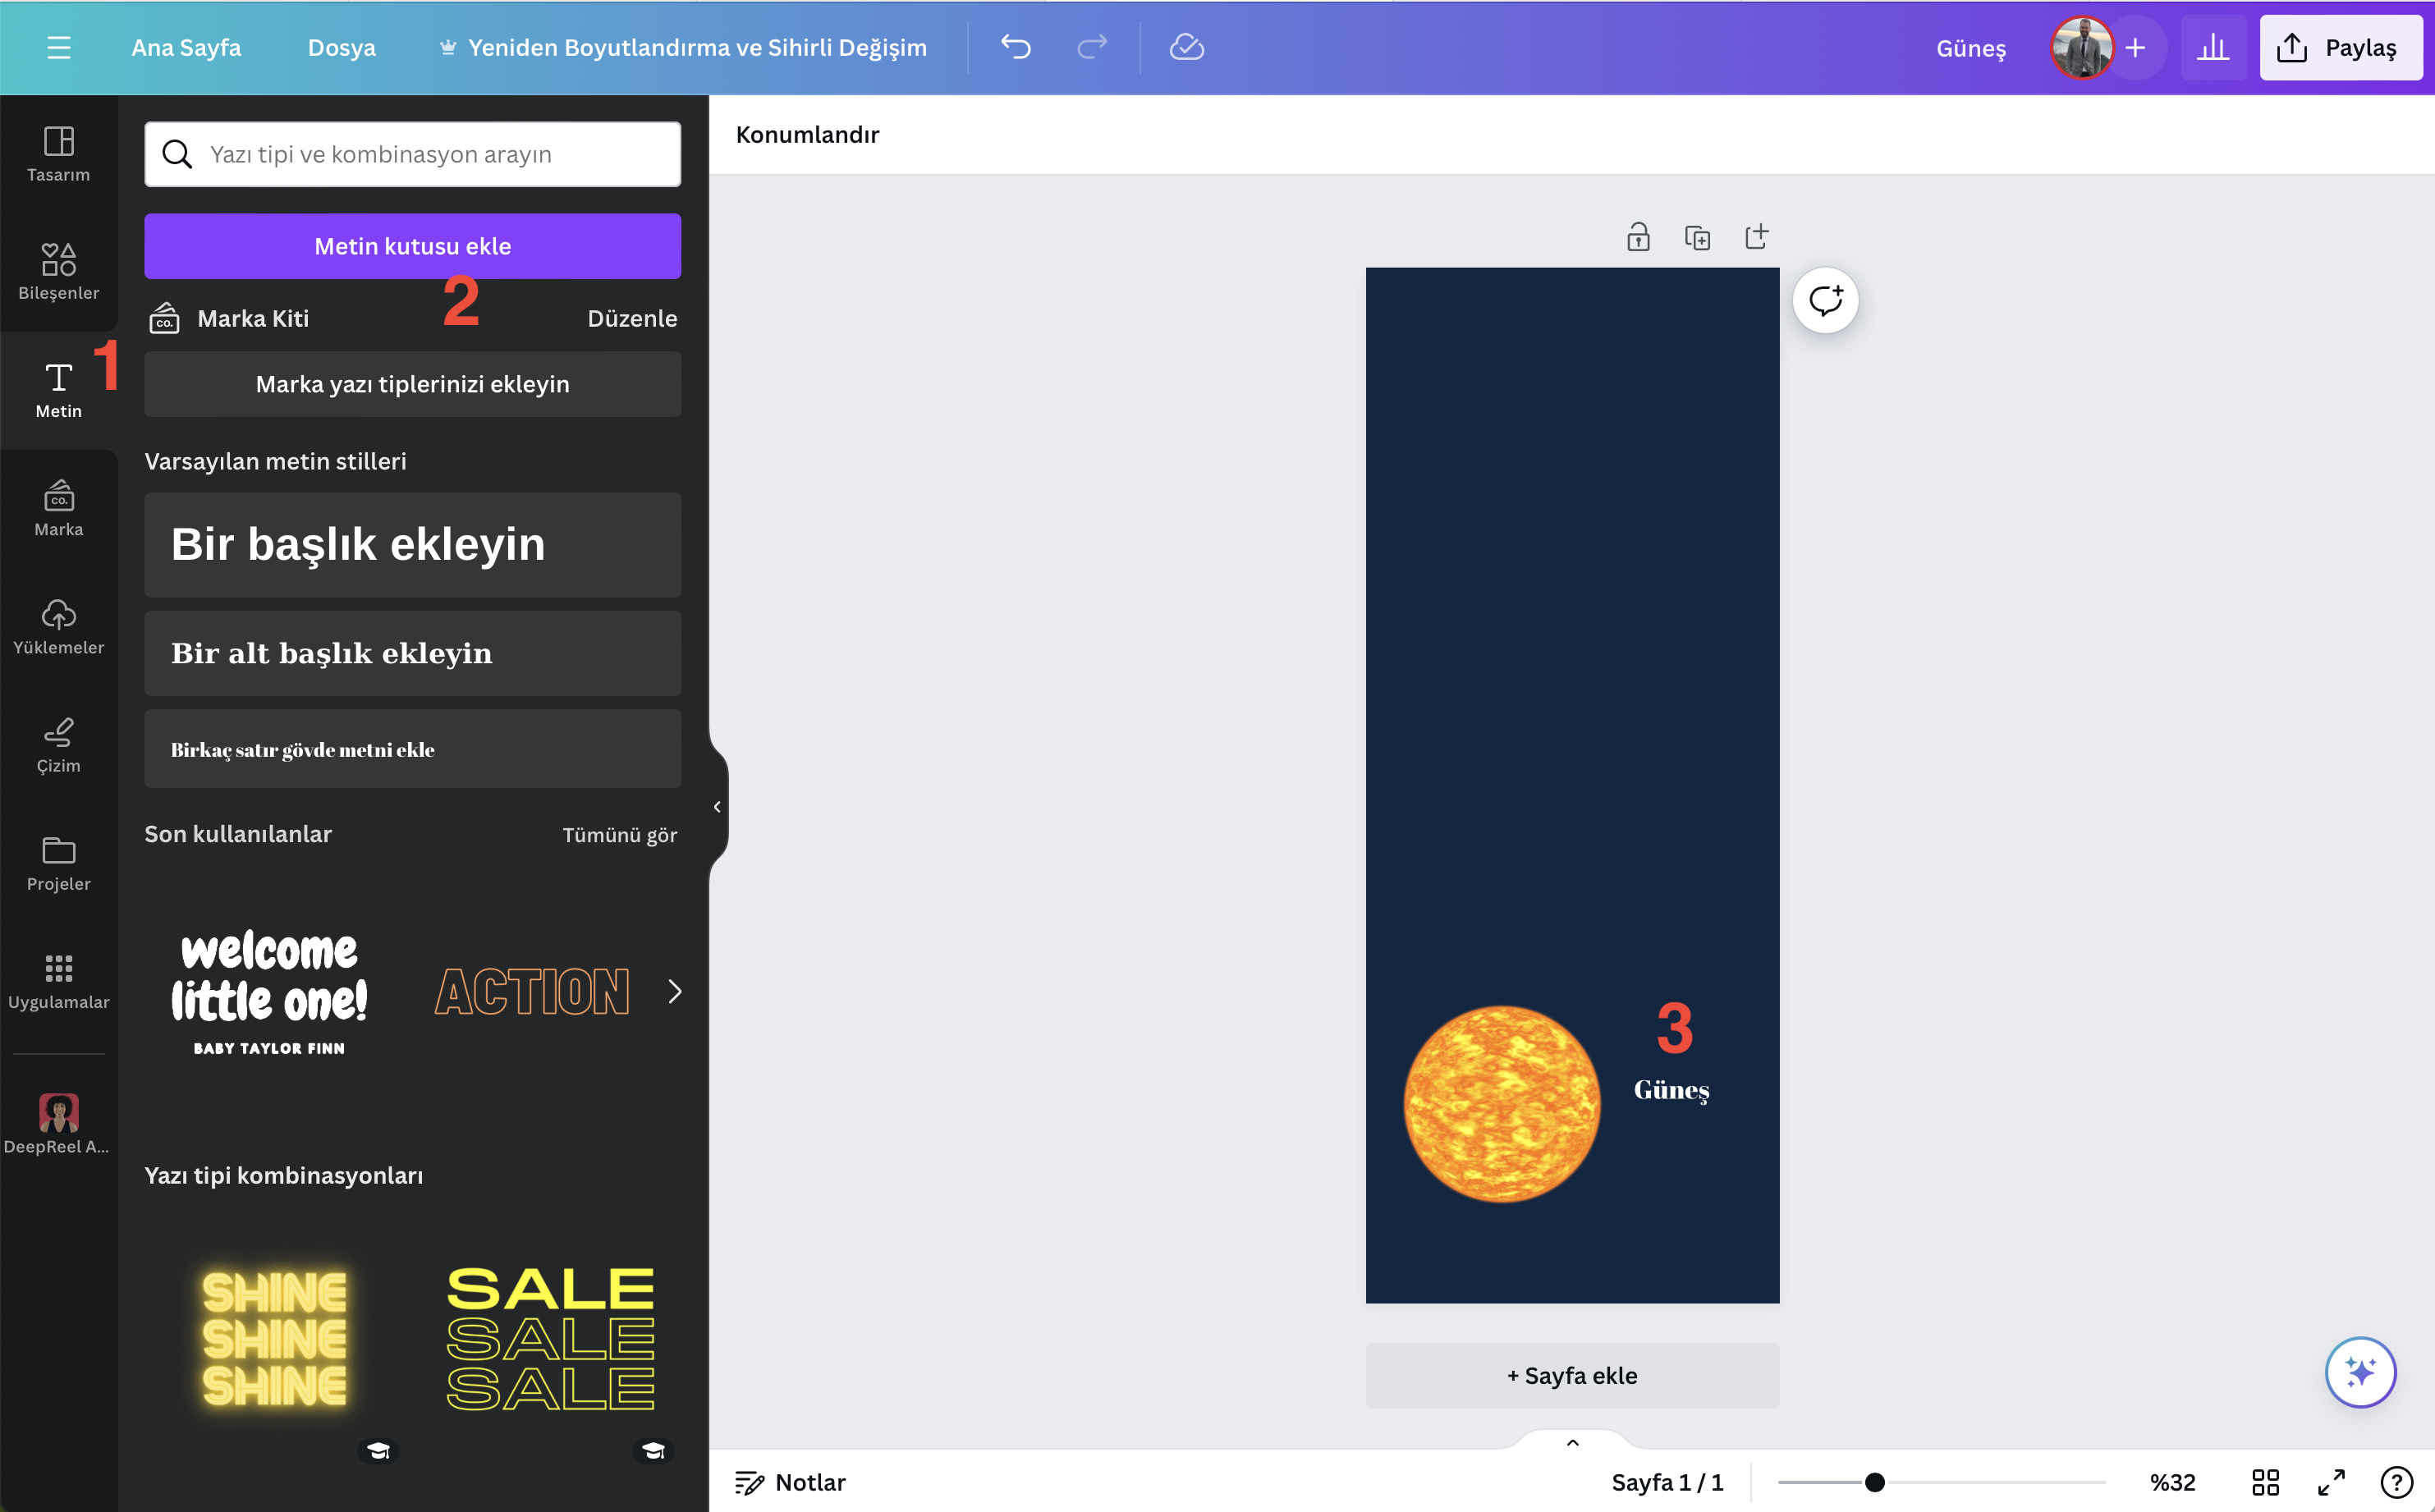 Ana Sayfa
Dosya
Yeniden Boyutlandırma ve Sihirli Değişim
Güneş
Paylaş
Tasarım
Bileşenler
1
Metin
Marka
Yüklemeler
Çizim
Projeler
Uygulamalar
DeepReel A...
Yazı tipi ve kombinasyon arayın
Metin kutusu ekle
2
CO.
Marka Kiti
Düzenle
Marka yazı tiplerinizi ekleyin
Varsayılan metin stilleri
Bir başlık ekleyin
Bir alt başlık ekleyin
Birkaç satır gövde metni ekle
Son kullanılanlar
Tümünü gör
welcome
little one!
BABY TAYLOR FINN
ACTION
Yazı tipi kombinasyonları
SHINE
SHINE
SHINE
SALE
SALE
SALE
Konumlandır
3
Güneş
+ Sayfa ekle
Notlar
Sayfa 1 / 1
%32